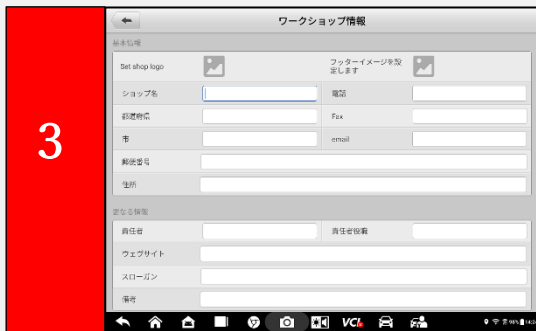 3
ワークショップ情報
基本情報
Set shop logo
フッターイメージを設
定します
ショップ名
電話
都道府県
Fax
市
email
郵便番号
住所
更なる情報
責任者
責任者役職
ウェブサイト
スローガン
備考
VCI